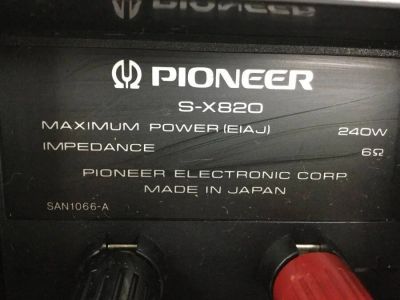 PIONEER
S-X820
MAXIMUM POWER (EIAJ) 240W
IMPEDANCE 6Ω
PIONEER ELECTRONIC CORP
MADE IN JAPAN
SAN1066-A